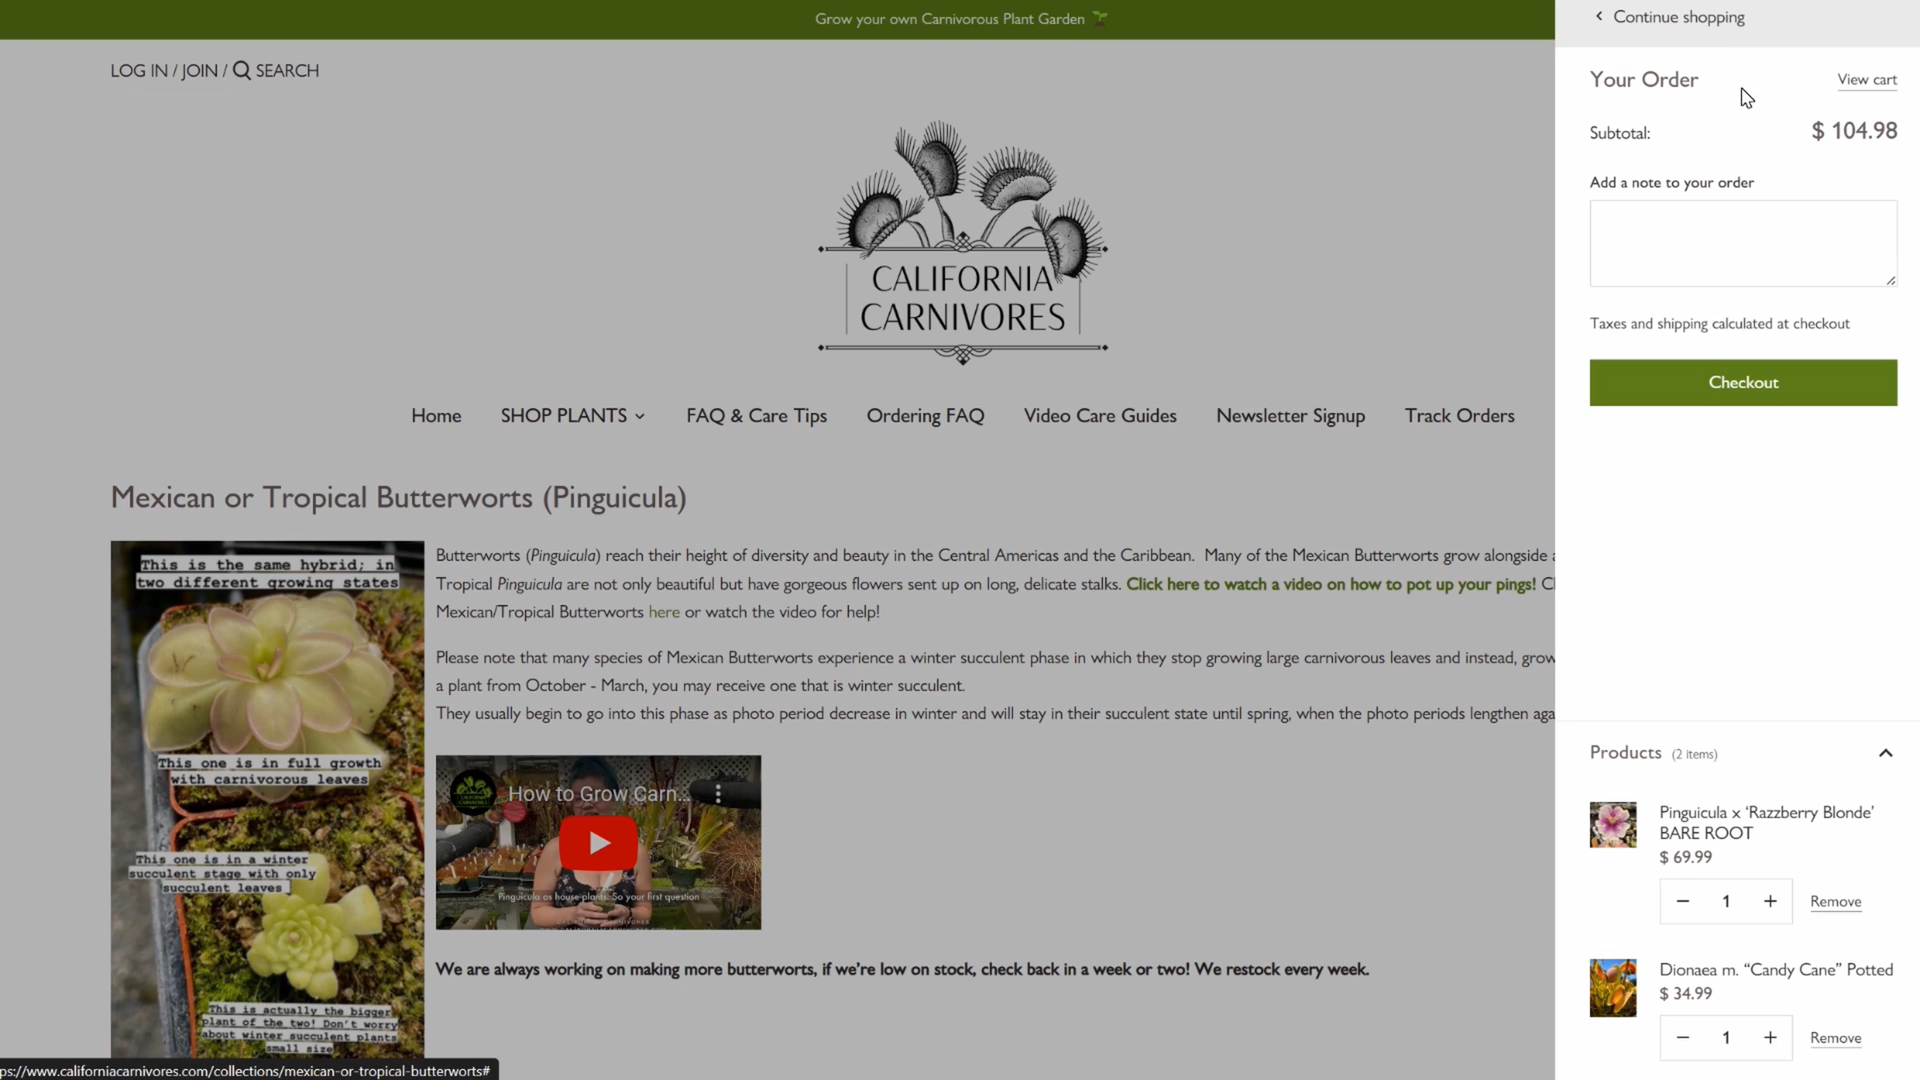 Grow your own Carnivorous Plant Garden
LOG IN / JOIN / SEARCH
CALIFORNIA
CARNIVORES
Home SHOP PLANTS FAQ & Care Tips Ordering FAQ Video Care Guides Newsletter Signup Track Orders
Mexican or Tropical Butterworts (Pinguicula)
This is the same hybrid; in
two different growing states
This one is in full growth
with carnivorous leaves
This one is in a winter
succulent stage with only
succulent leaves
This is actually the bigger
plant of the two! Don't worry
about winter succulent plants
small size
Butterworts (Pinguicula) reach their height of diversity and beauty in the Central Americas and the Caribbean. Many of the Mexican Butterworts grow alongside
Tropical Pinguicula are not only beautiful but have gorgeous flowers sent up on long, delicate stalks. Click here to watch a video on how to pot up your pings!
Mexican/Tropical Butterworts here or watch the video for help!
Please note that many species of Mexican Butterworts experience a winter succulent phase in which they stop growing large carnivorous leaves and instead, grow
a plant from October - March, you may receive one that is winter succulent.
They usually begin to go into this phase as photo period decrease in winter and will stay in their succulent state until spring, when the photo periods lengthen aga
How to Grow Carn...
Pinguicula as house plants. So your first question
We are always working on making more butterworts, if we're low on stock, check back in a week or two! We restock every week.
ps://www.californiacarnivores.com/collections/mexican-or-tropical-butterworts#
Continue shopping
Your Order View cart
Subtotal: $ 104.98
Add a note to your order
Taxes and shipping calculated at checkout
Checkout
Products (2 items)
Pinguicula x ‘Razzberry Blonde’
BARE ROOT
$ 69.99
− 1 + Remove
Dionaea m. “Candy Cane” Potted
$ 34.99
− 1 + Remove